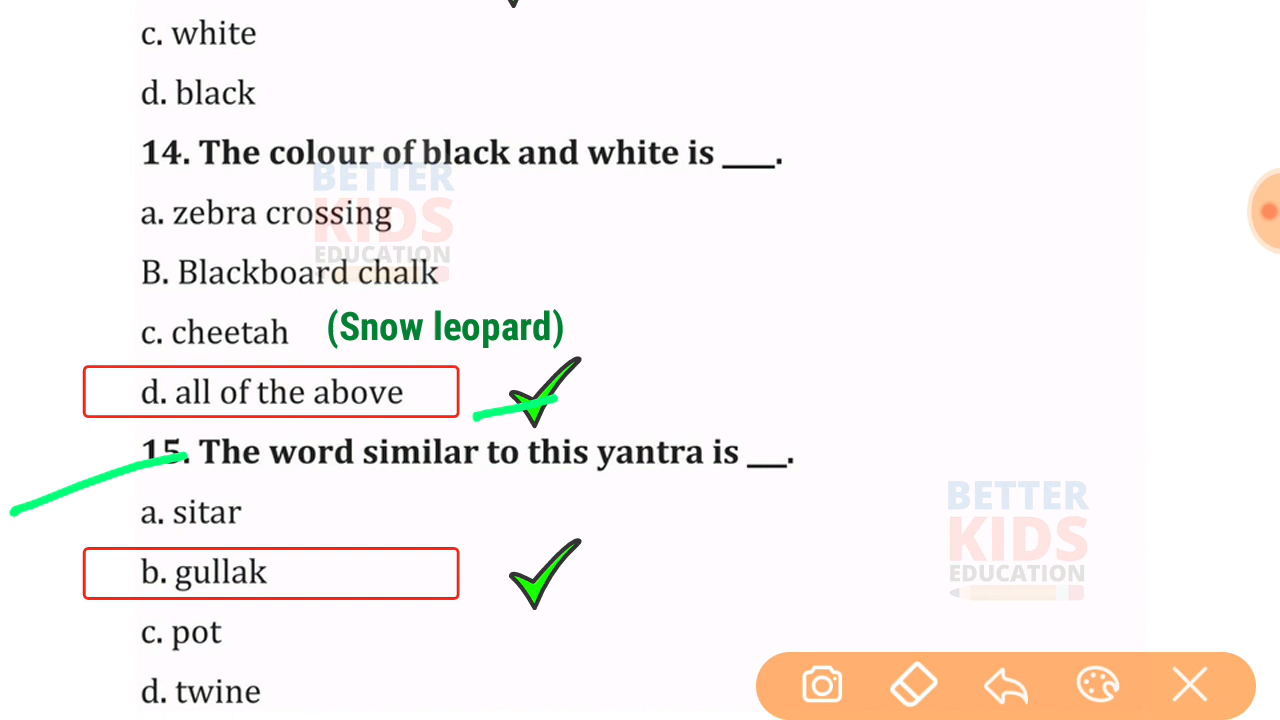 c. white
d. black
14. The colour of black and white is ____.
BETTER
KIDS
EDUCATION
a. zebra crossing
B. Blackboard chalk
c. cheetah (Snow leopard)
d. all of the above
15. The word similar to this yantra is ___.
a. sitar
b. gullak
c. pot
d. twine
BETTER
KIDS
EDUCATION